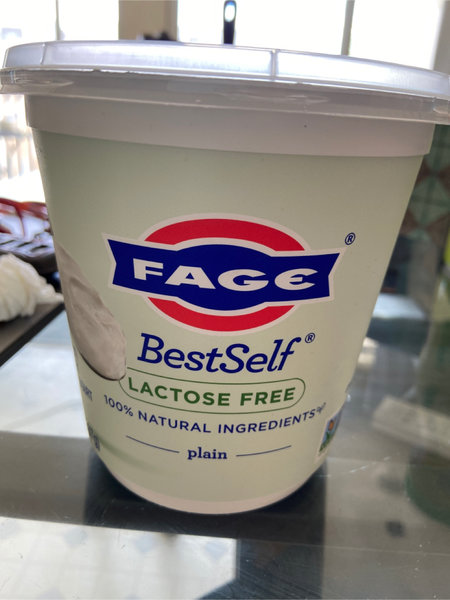 FAGE ®
BestSelf ®
LACTOSE FREE
100% NATURAL INGREDIENTS
plain